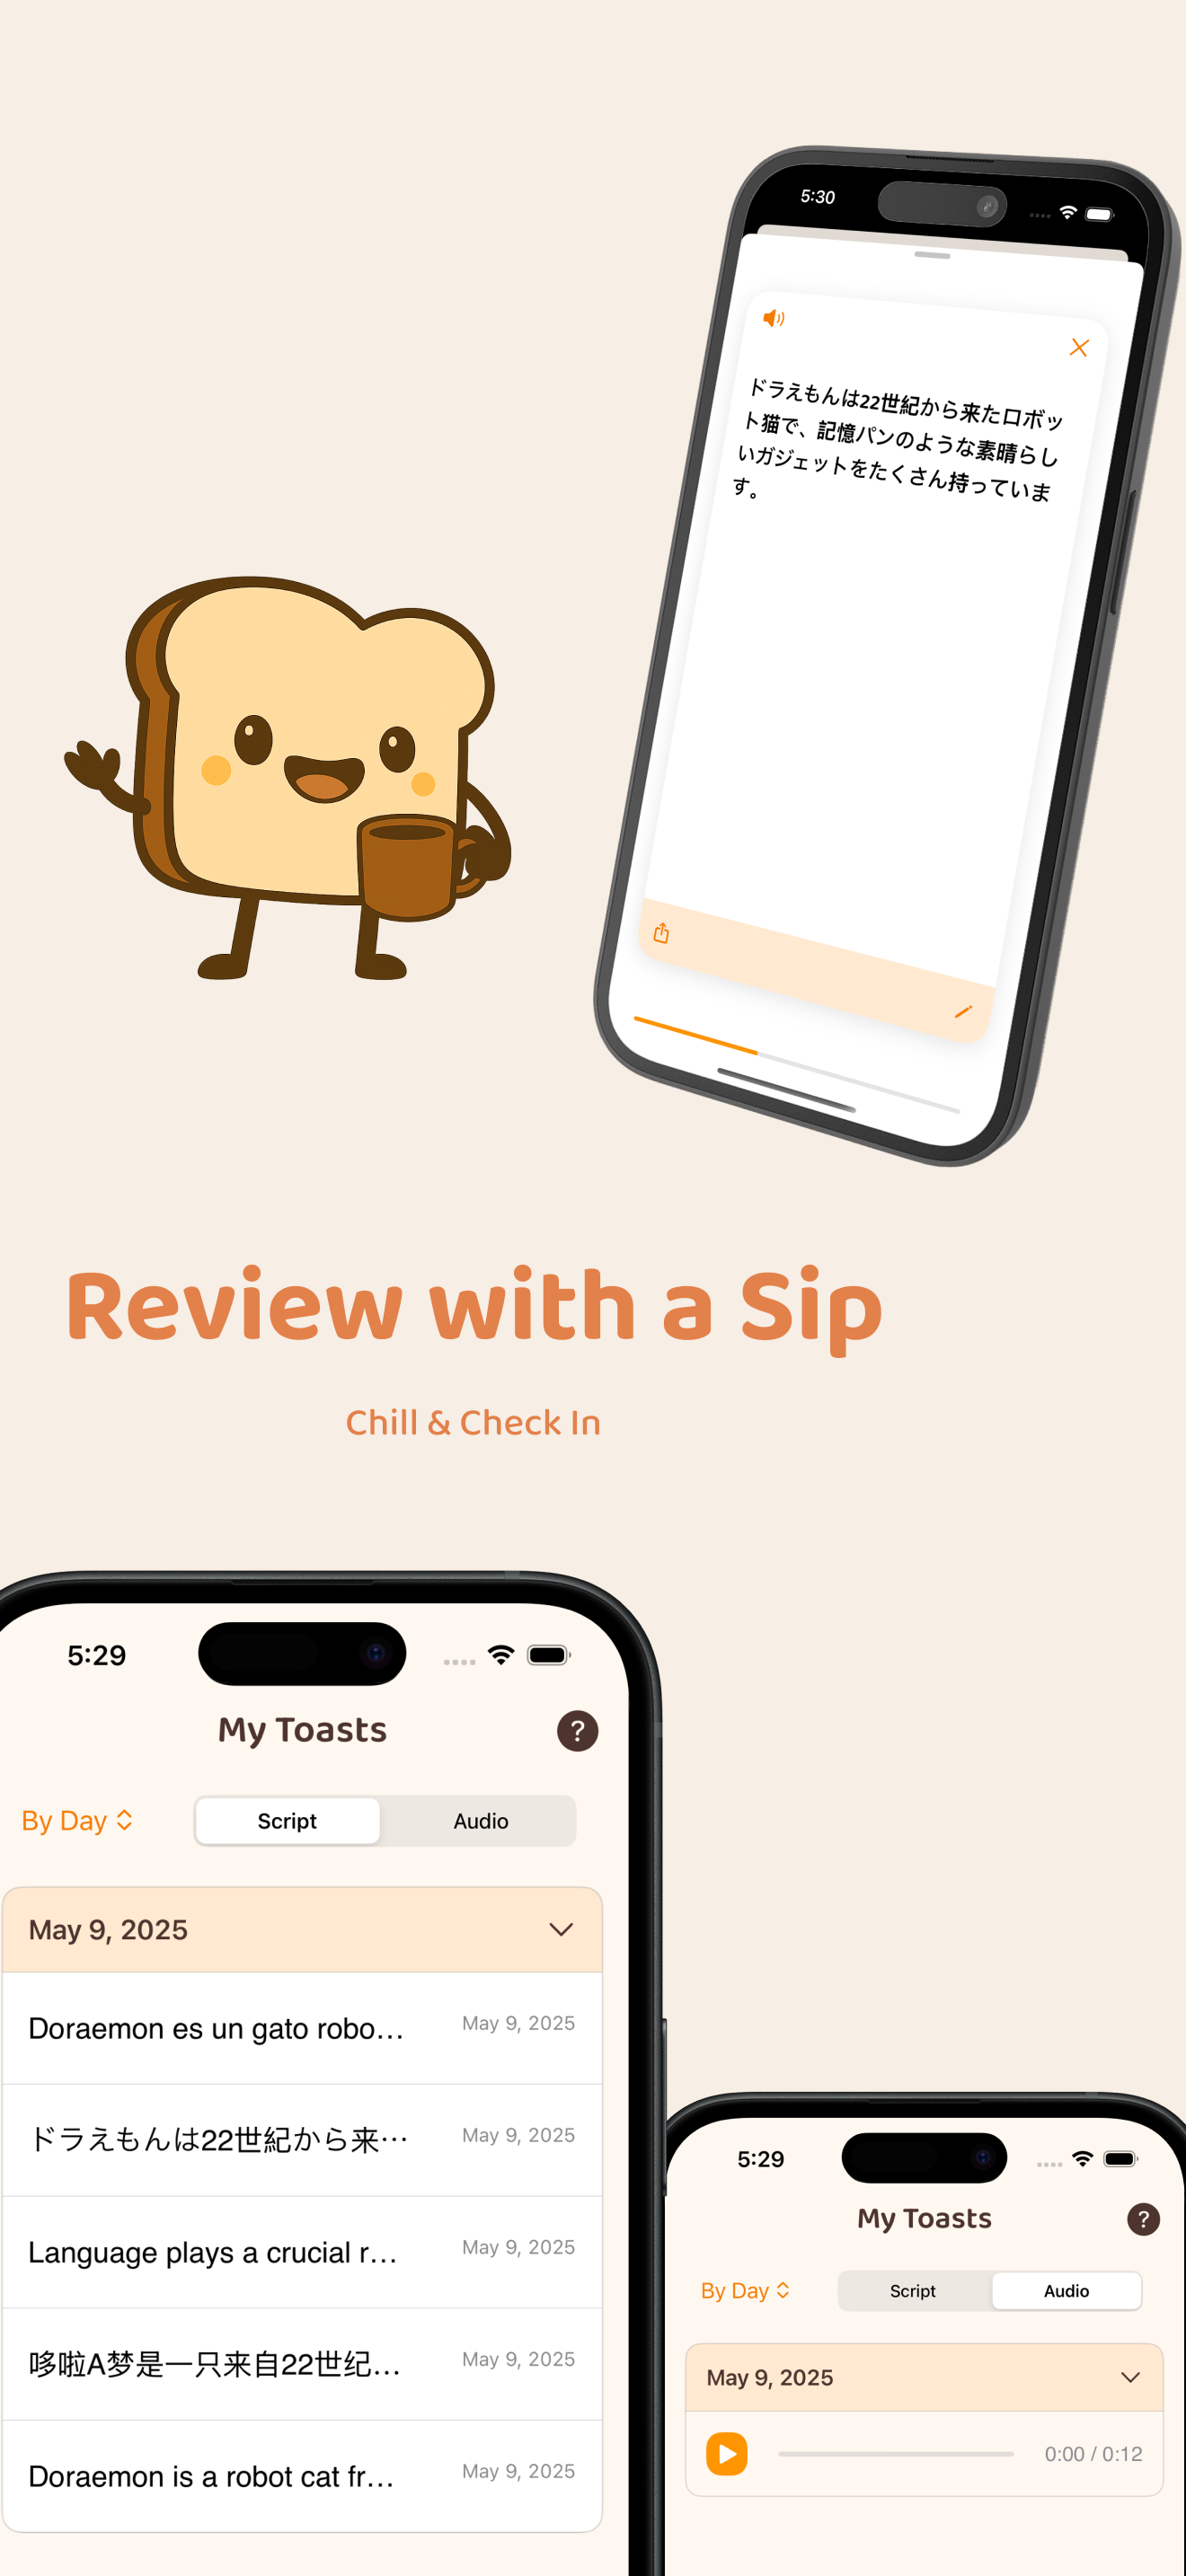 5:30
ドラえもんは22世紀から来たロボッ
ト猫で、記憶パンのような素晴らし
いガジェットをたくさん持っていま
す。
Review with a Sip
Chill & Check In
5:29
My Toasts
?
By Day
Script
Audio
May 9, 2025
Doraemon es un gato robo...
May 9, 2025
ドラえもんは22世紀から来…
May 9, 2025
Language plays a crucial r...
May 9, 2025
哆啦A梦是一只来自22世纪...
May 9, 2025
Doraemon is a robot cat fr...
May 9, 2025
5:29
My Toasts
?
By Day
Script
Audio
May 9, 2025
0:00 / 0:12